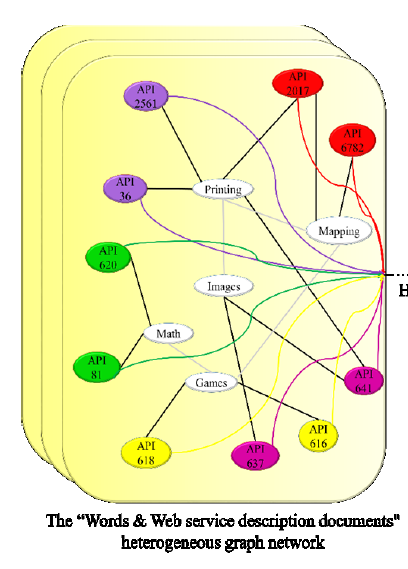 API
2561
API
2017
API
6782
API
36
Printing
Mapping
API
620
Images
Math
H
API
81
Games
API
641
API
618
API
637
API
616
The “Words & Web service description documents"
heterogeneous graph network